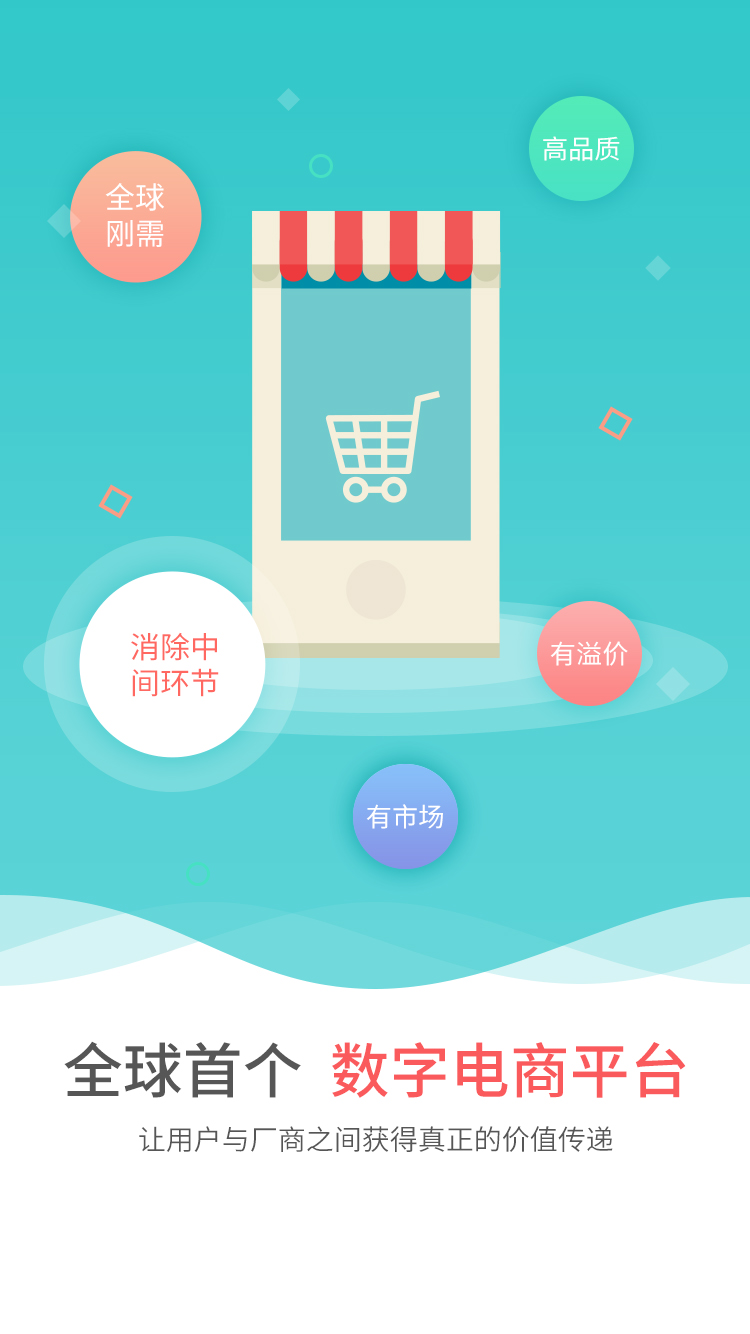 高品质
全球
刚需
消除中
间环节
有溢价
有市场
全球首个 数字电商平台
让用户与厂商之间获得真正的价值传递